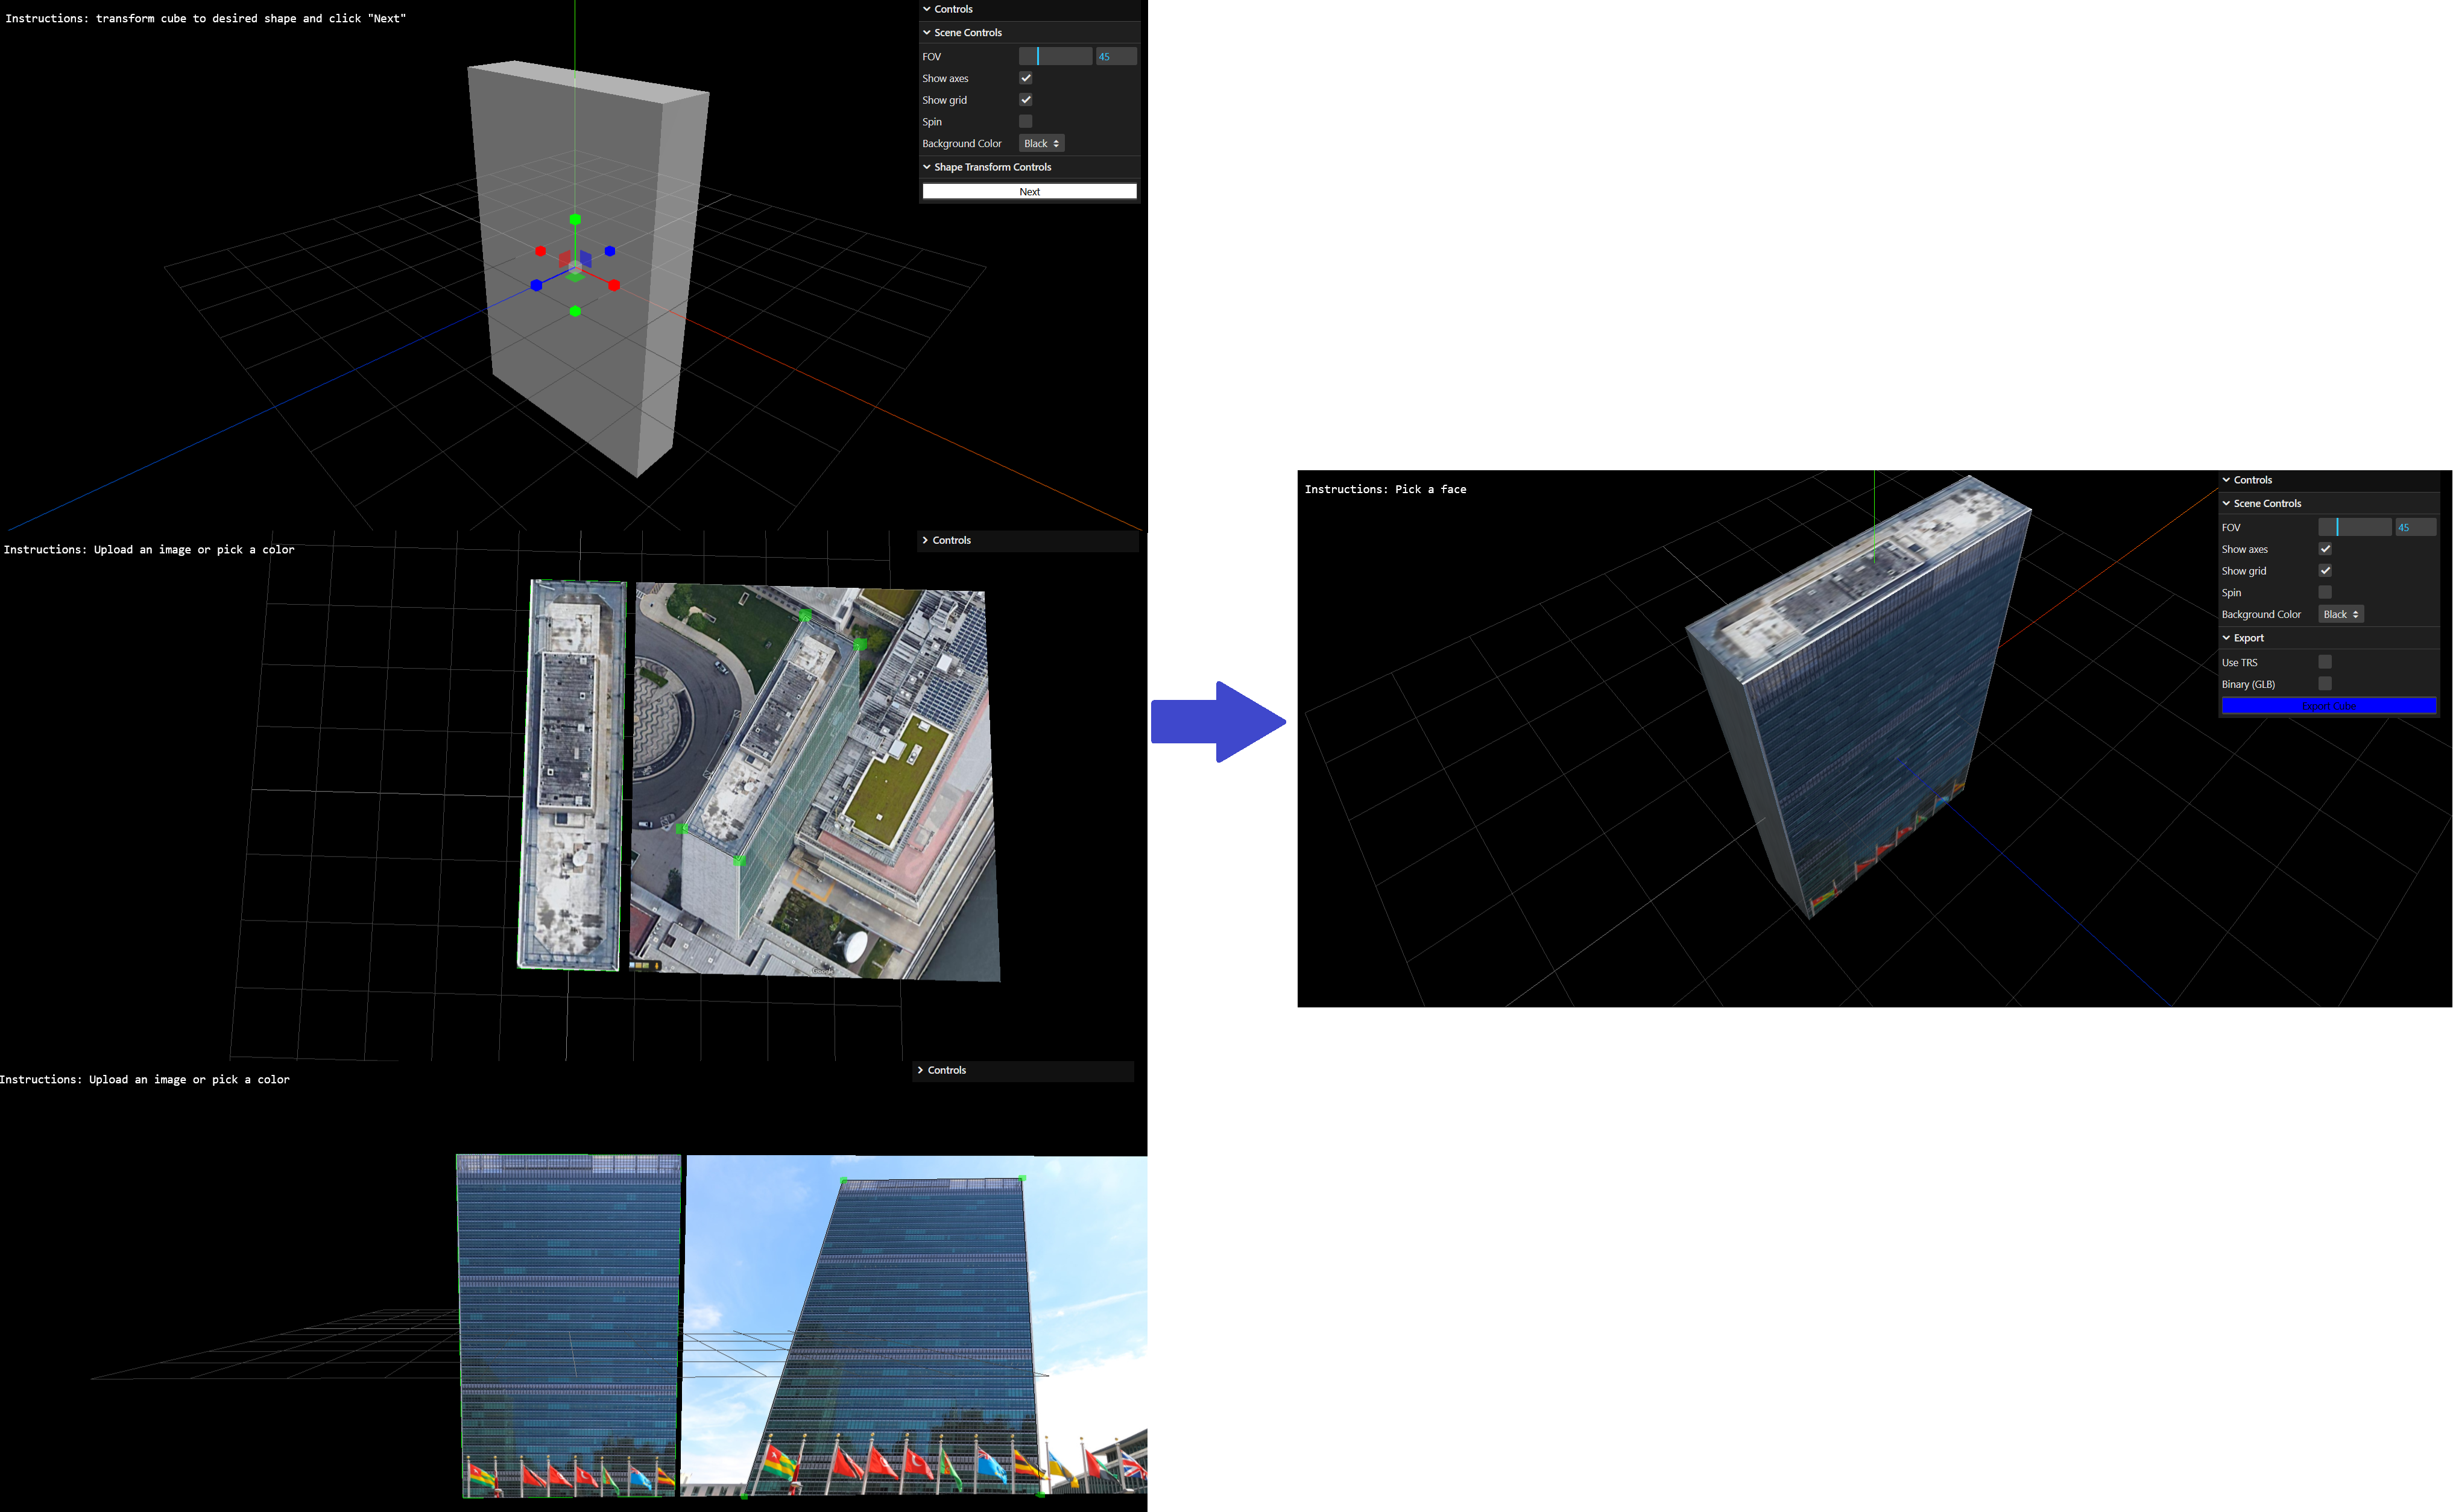 Instructions: transform cube to desired shape and click "Next"
Controls
Scene Controls
FOV 45
Show axes
Show grid
Spin
Background Color Black
Shape Transform Controls
Next
Instructions: Upload an image or pick a color
Controls
Google
Instructions: Upload an image or pick a color
Controls
Instructions: Pick a face
Controls
Scene Controls
FOV 45
Show axes
Show grid
Spin
Background Color Black
Export
Use TRS
Binary (GLB)
Export Cube